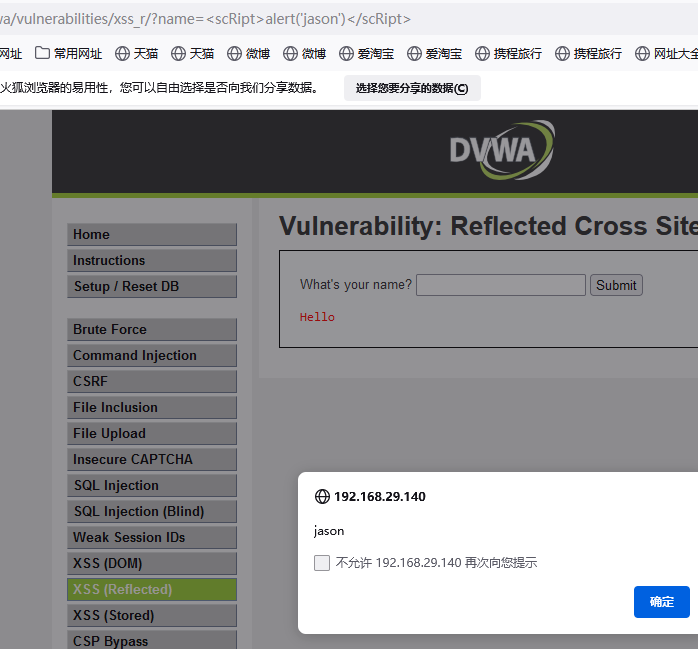 va/vulnerabilities/xss_r/?name=<scRipt>alert('jason')</scRipt>
网址 常用网址 天猫 天猫 微博 微博 爱淘宝 爱淘宝 携程旅行 携程旅行 网址大全
火狐浏览器的易用性，您可以自由选择是否向我们分享数据。 选择您要分享的数据(C)
DVWA
Vulnerability: Reflected Cross Site
Home
Instructions
Setup / Reset DB
What's your name? Submit
Hello
Brute Force
Command Injection
CSRF
File Inclusion
File Upload
Insecure CAPTCHA
SQL Injection
SQL Injection (Blind)
Weak Session IDs
XSS (DOM)
XSS (Reflected)
XSS (Stored)
CSP Bypass
192.168.29.140
jason
不允许 192.168.29.140 再次向您提示
确定